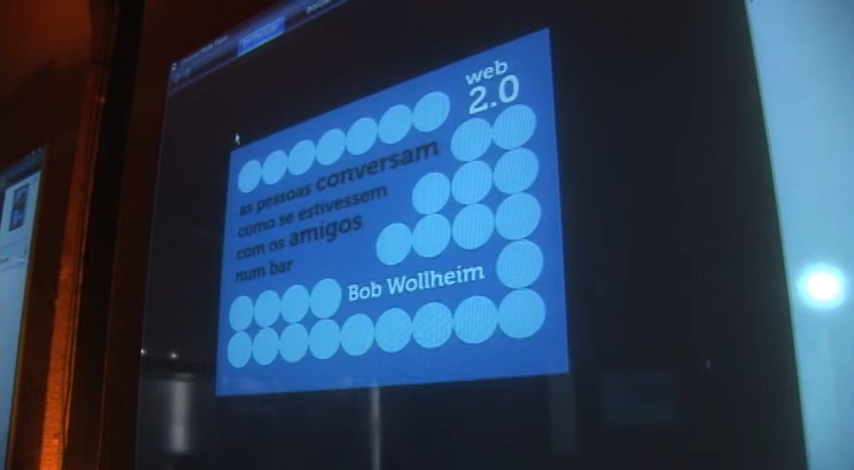 web
2.0
as pessoas conversam
como se estivessem
com os amigos
num bar
Bob Wollheim